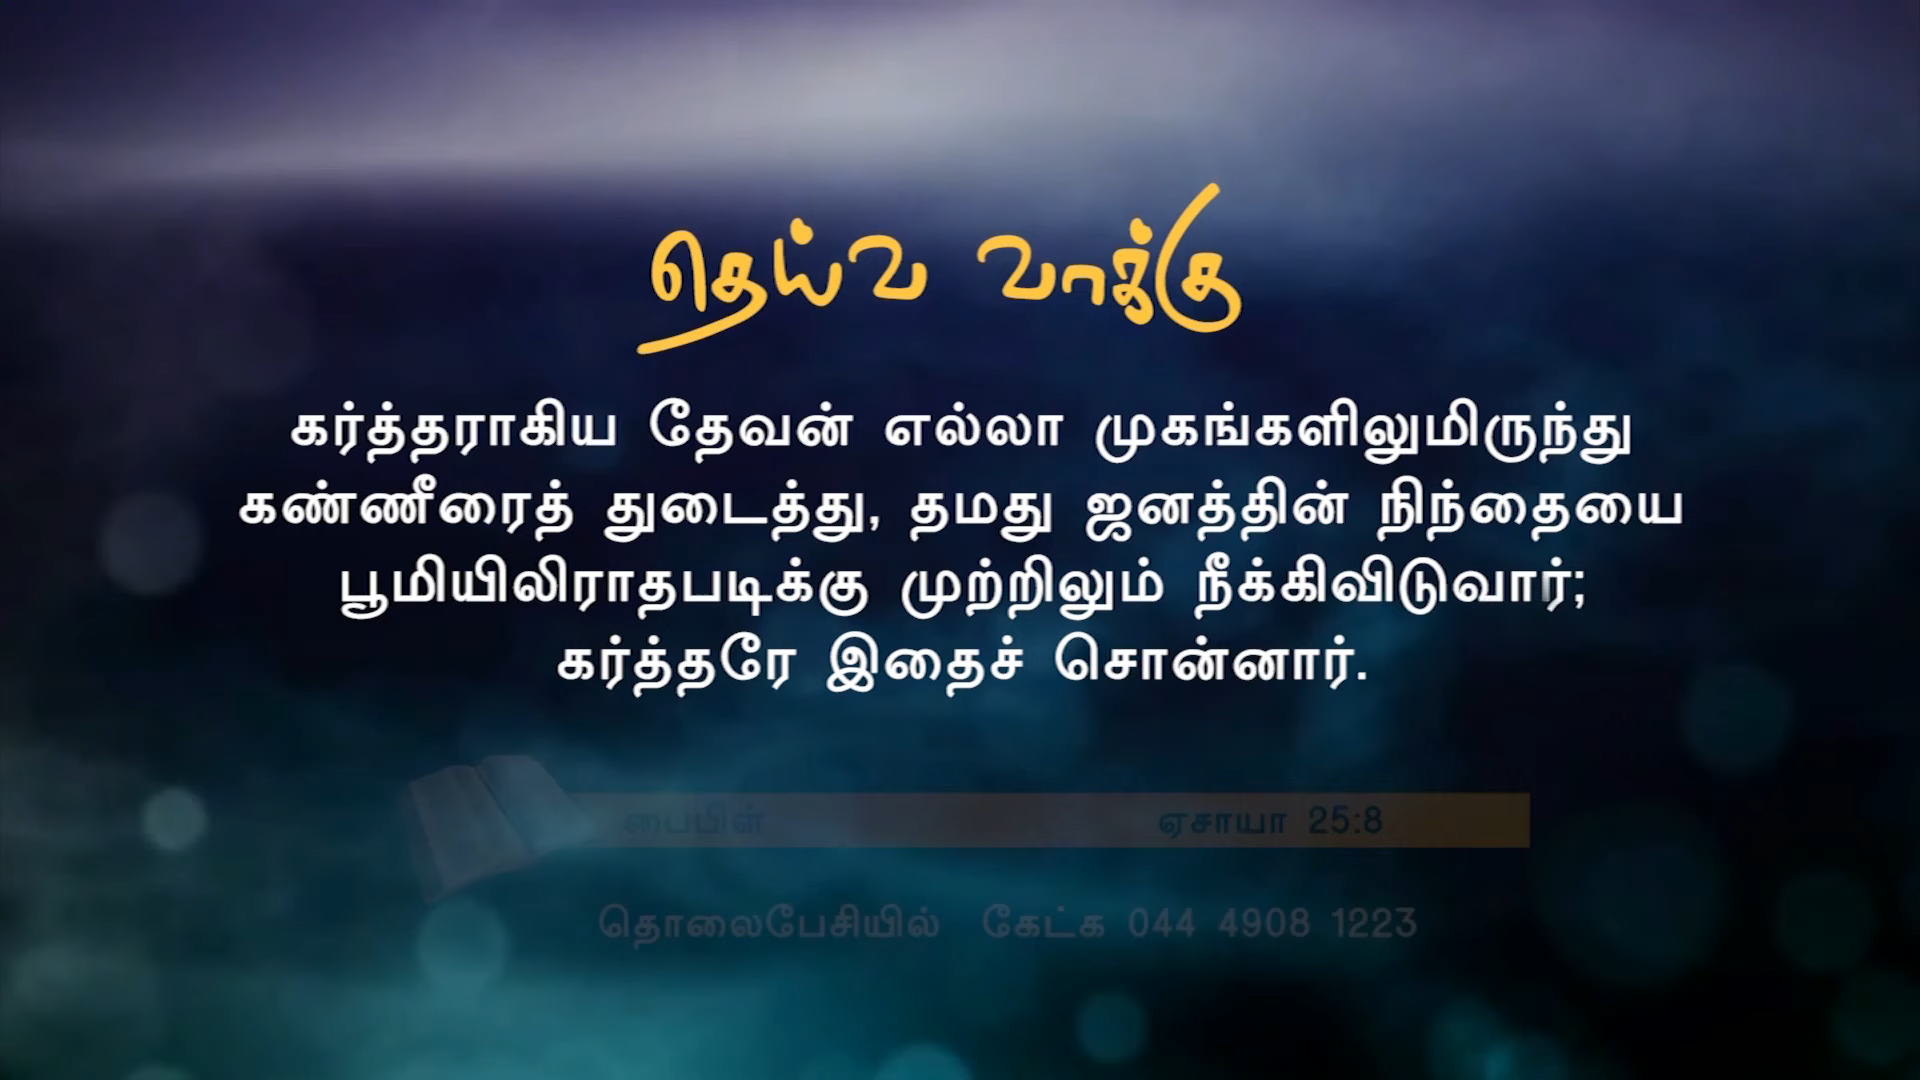 தெய்வ வாக்கு
கர்த்தராகிய தேவன் எல்லா முகங்களிலுமிருந்து
கண்ணீரைத் துடைத்து, தமது ஜனத்தின் நிந்தையை
பூமியிலிராதபடிக்கு முற்றிலும் நீக்கிவிடுவார்;
கர்த்தரே இதைச் சொன்னார்.
பைபிள் ஏசாயா 25:8
தொலைபேசியில் கேட்க 044 4908 1223